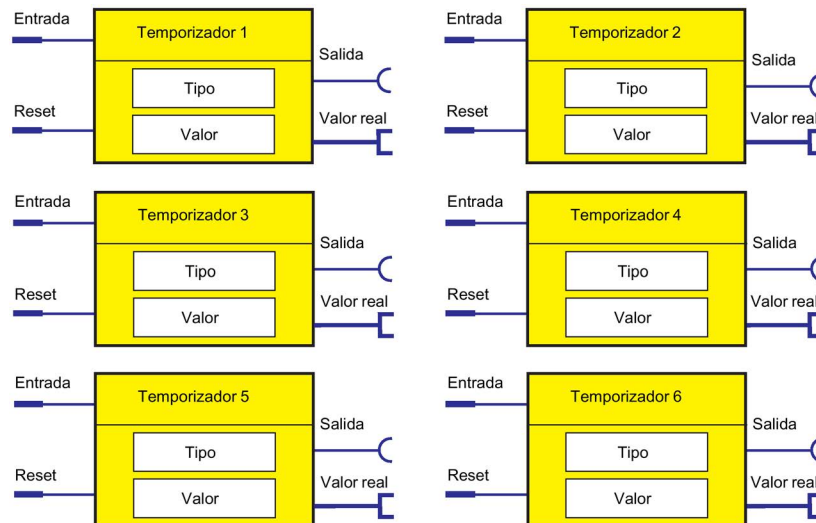 Entrada
Temporizador 1
Salida
Tipo
Reset
Valor real
Valor
Entrada
Temporizador 2
Salida
Tipo
Reset
Valor real
Valor
Entrada
Temporizador 3
Salida
Tipo
Reset
Valor real
Valor
Entrada
Temporizador 4
Salida
Tipo
Reset
Valor real
Valor
Entrada
Temporizador 5
Salida
Tipo
Reset
Valor real
Valor
Entrada
Temporizador 6
Salida
Tipo
Reset
Valor real
Valor